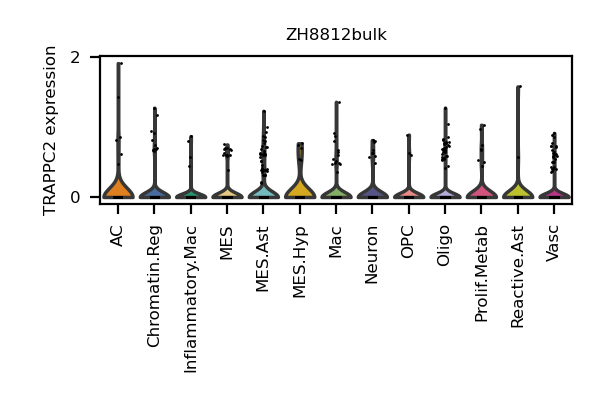 ZH8812bulk
TRAPPC2 expression
2
0
AC
Chromatin.Reg
Inflammatory.Mac
MES
MES.Ast
MES.Hyp
Mac
Neuron
OPC
Oligo
Prolif.Metab
Reactive.Ast
Vasc